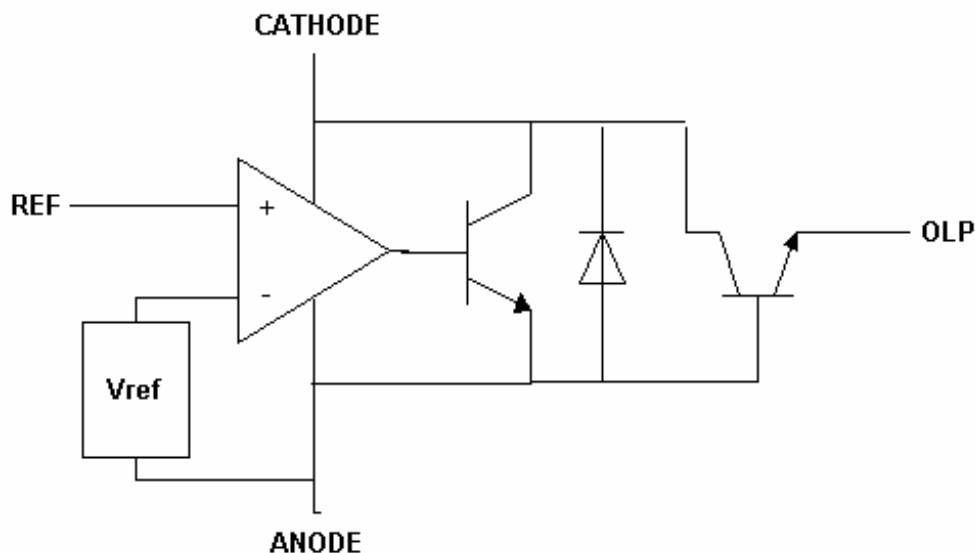 CATHODE
REF
+
OLP
-
Vref
ANODE